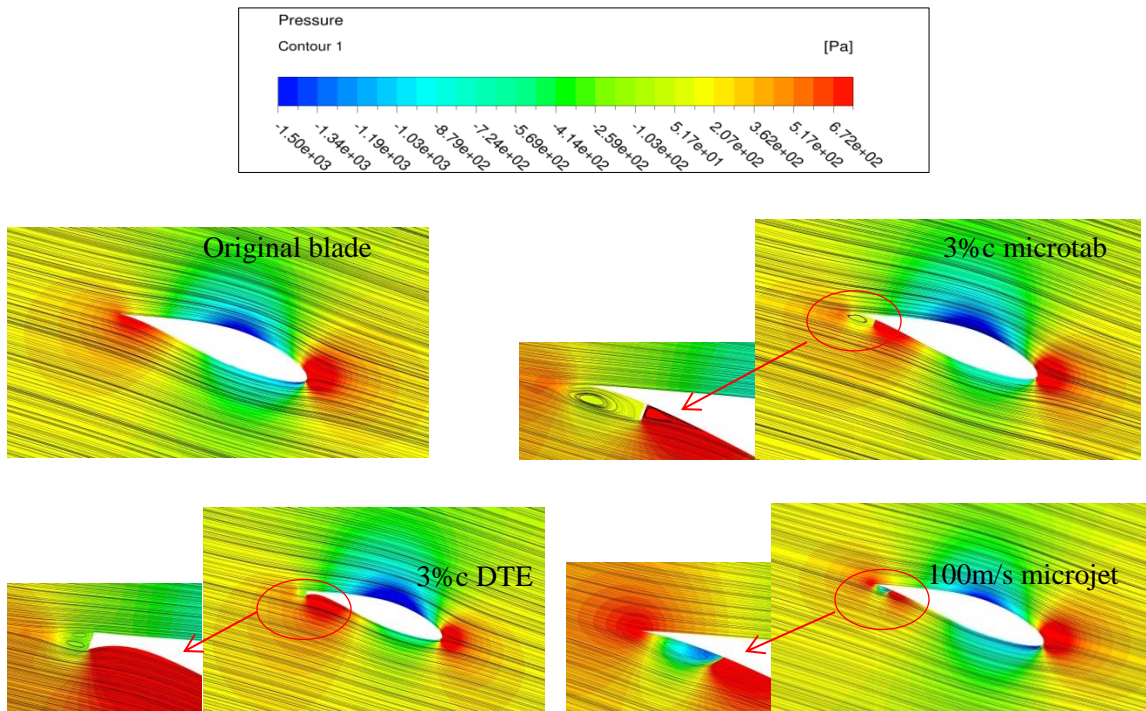 Pressure
Contour 1
[Pa]
-1.50e+03
-1.34e+03
-1.19e+03
-1.03e+03
-8.79e+02
-7.24e+02
-5.69e+02
-4.14e+02
-2.59e+02
-1.03e+02
5.17e+01
2.07e+02
3.62e+02
5.17e+02
6.72e+02
Original blade
3%c microtab
3%c DTE
100m/s microjet